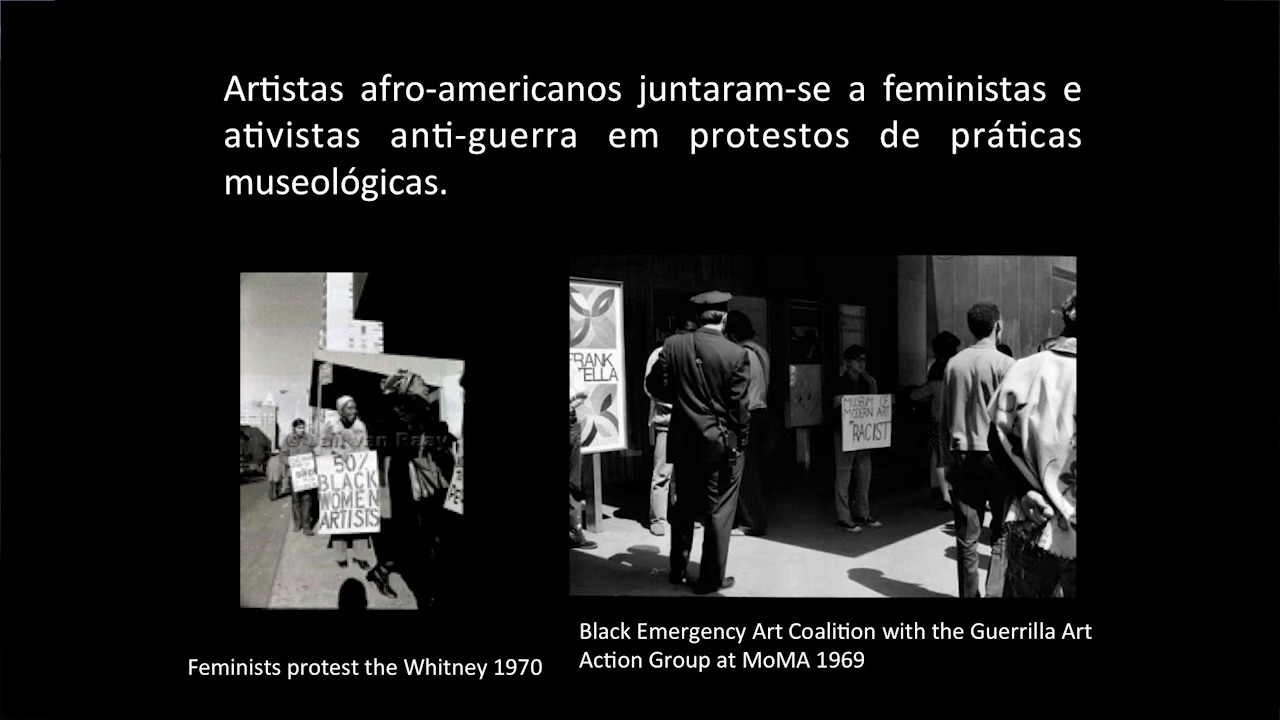 Artistas afro-americanos juntaram-se a feministas e
ativistas anti-guerra em protestos de práticas
museológicas.
50%
BLACK
WOMEN
ARTISTS
FRANK
TELLA
MUSEUM OF
MODERN ART
"RACIST"
Feminists protest the Whitney 1970
Black Emergency Art Coalition with the Guerrilla Art
Action Group at MoMA 1969